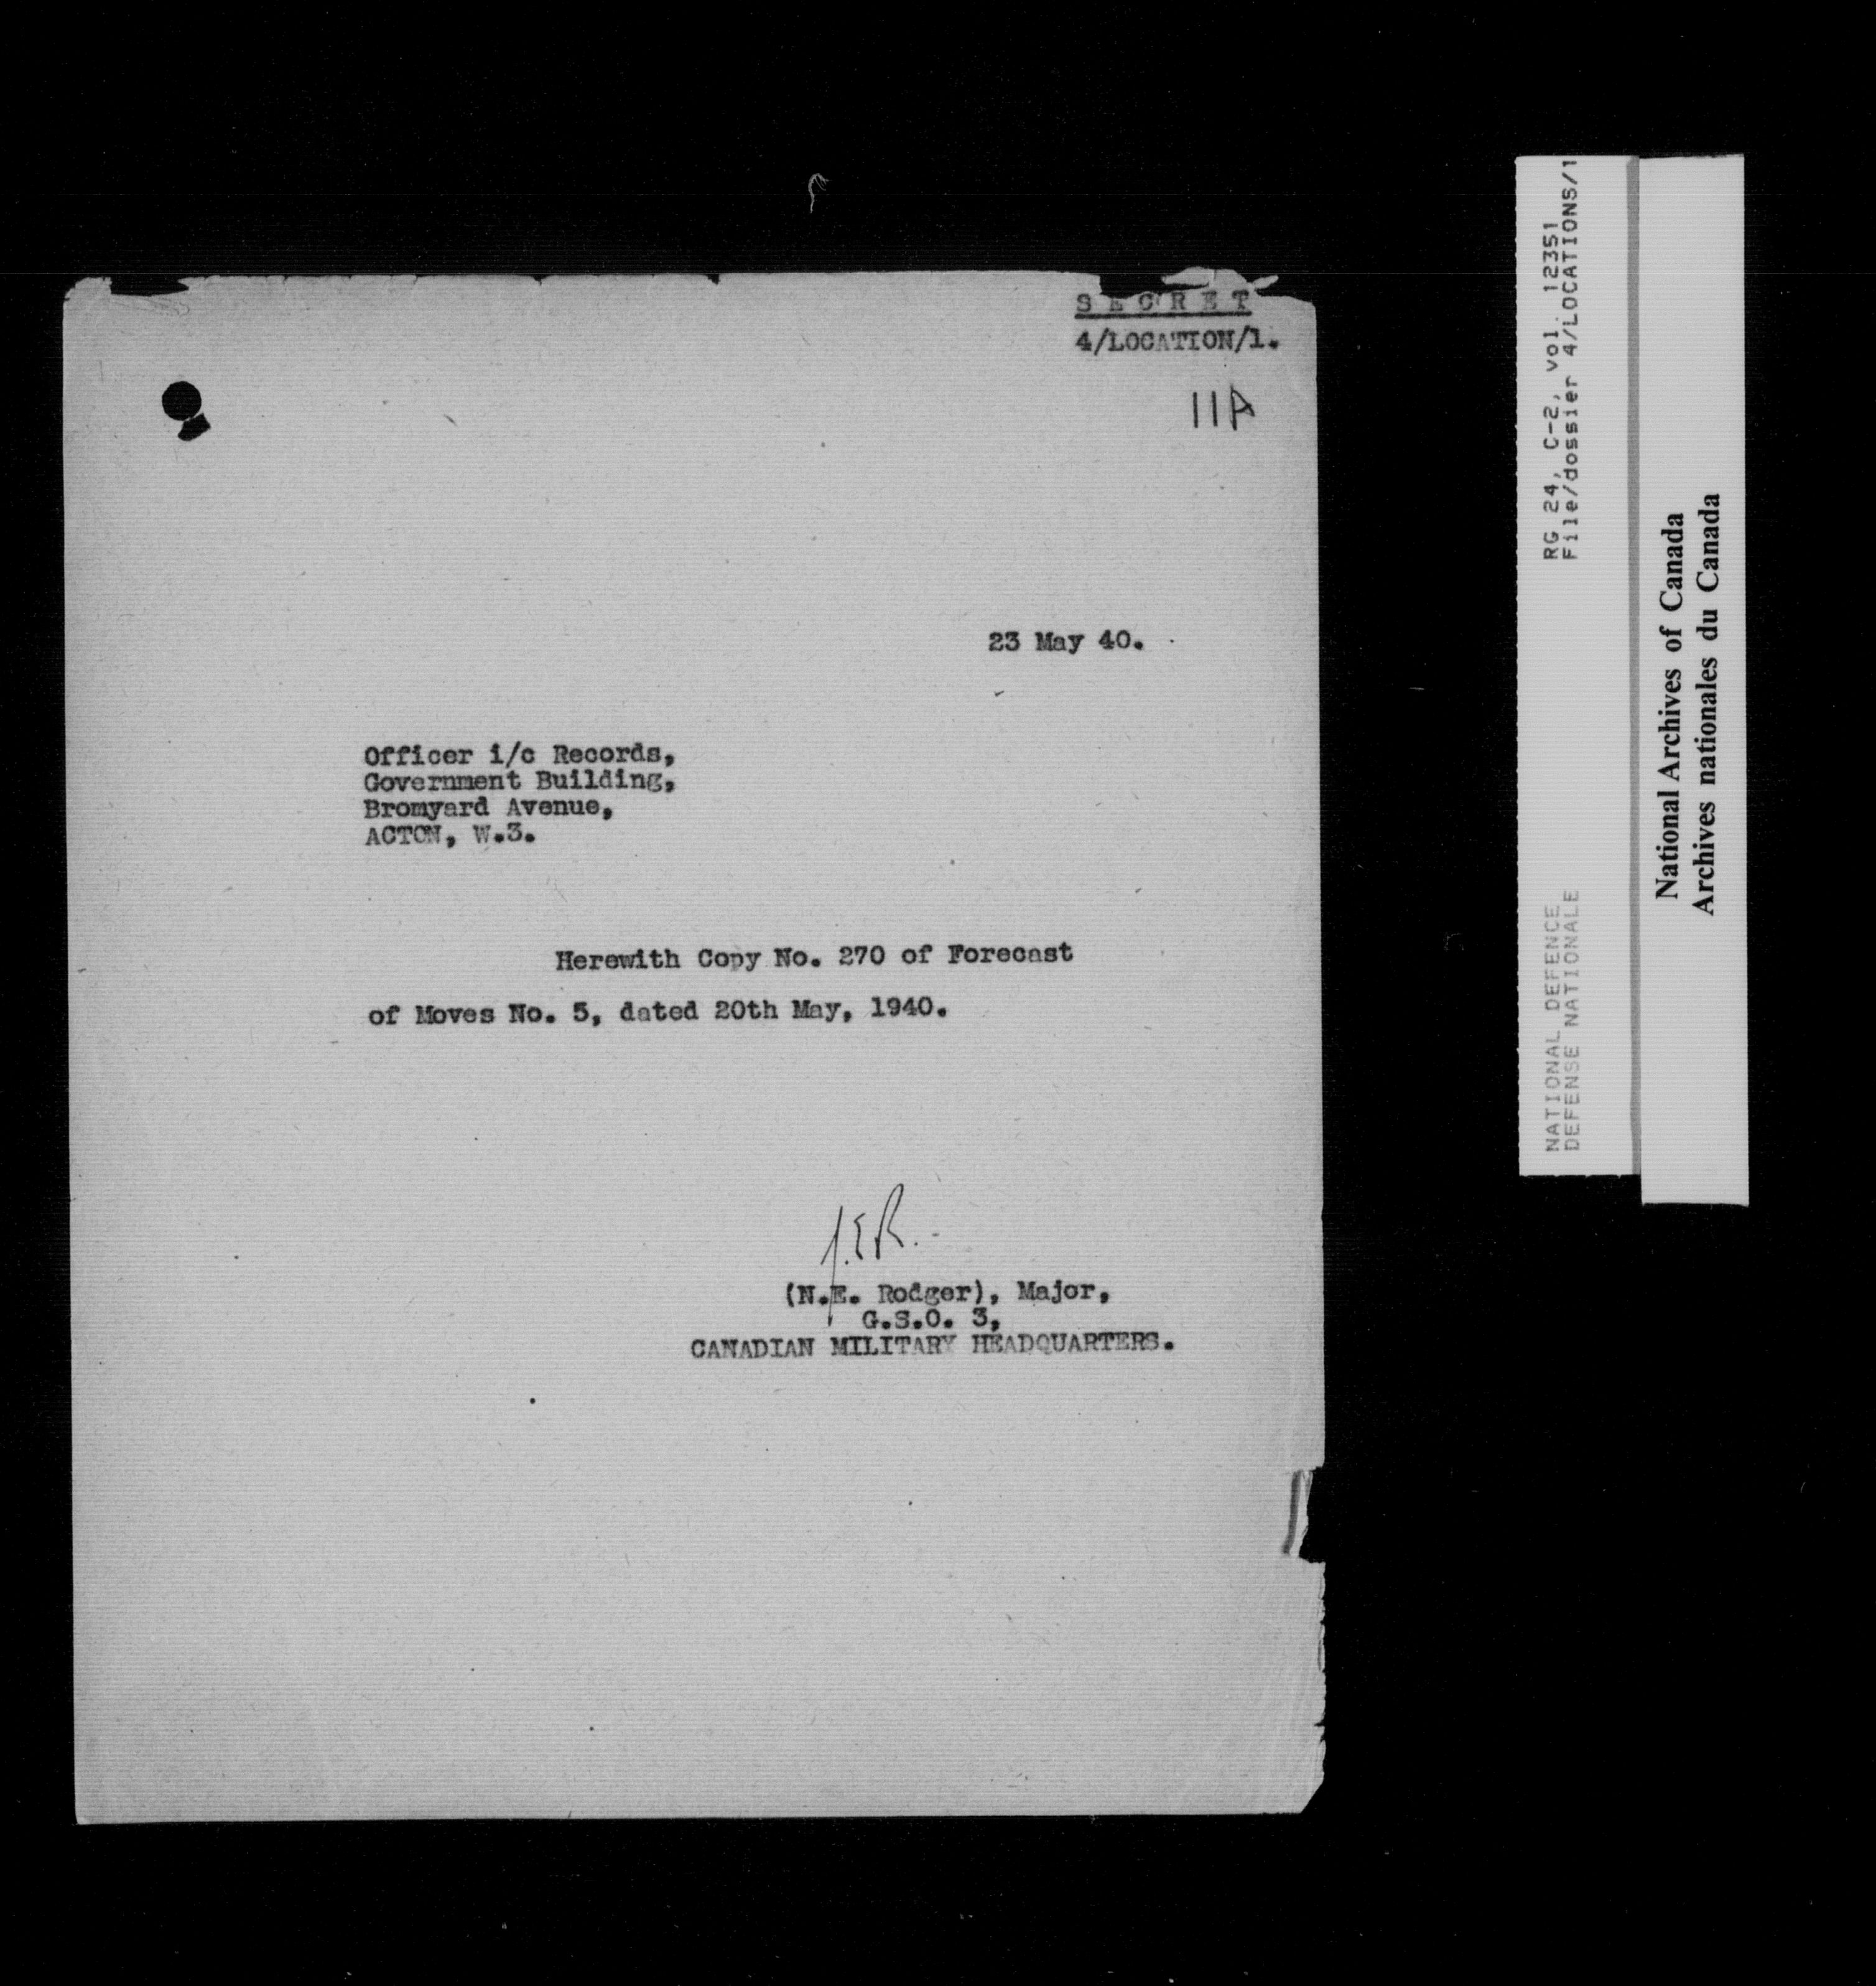 S E C R E T
4/LOCATION/1.
11A
23 May 40.
Officer i/c Records,
Government Building,
Bromyard Avenue,
ACTON, W.3.
Herewith Copy No. 270 of Forecast
of Moves No. 5, dated 20th May, 1940.
(N.E. Rodger), Major,
G.S.O. 3,
CANADIAN MILITARY HEADQUARTERS.
NATIONAL DEFENCE RG 24, C-2, vol. 12351
DEFENSE NATIONALE File/dossier 4/LOCATIONS/1
National Archives of Canada
Archives nationales du Canada